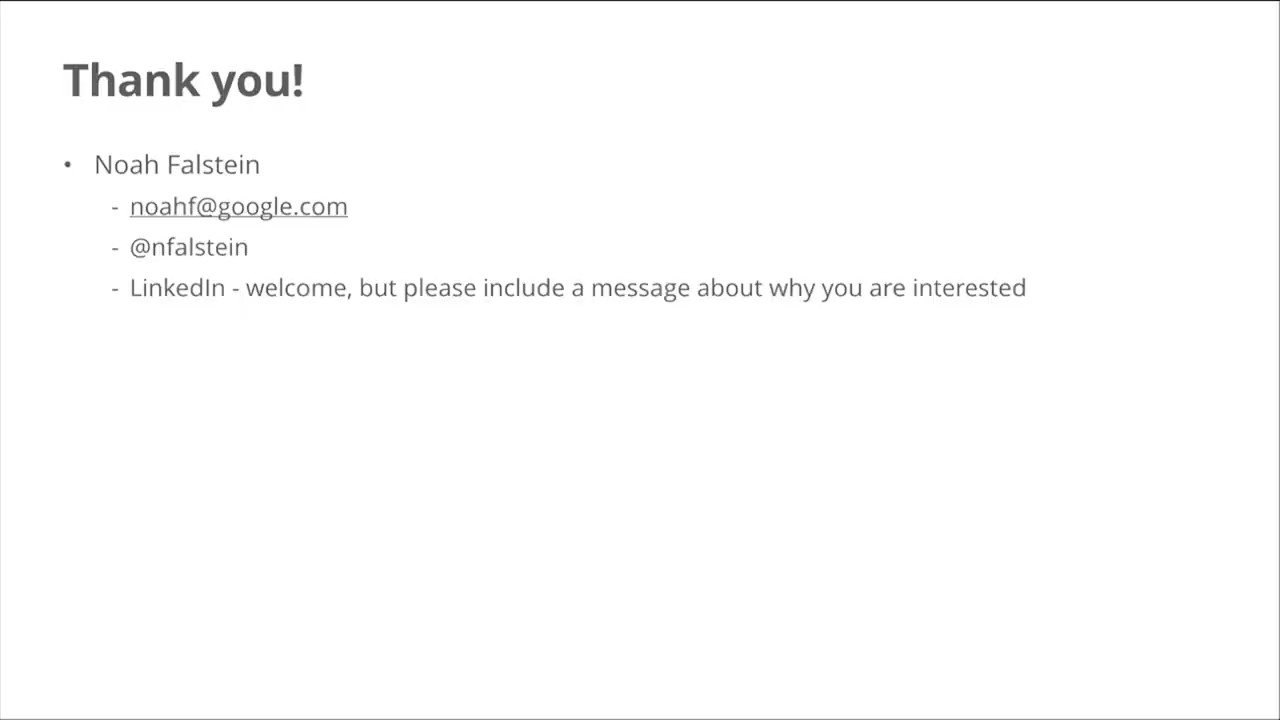 Thank you!
• Noah Falstein
- noahf@google.com
- @nfalstein
- LinkedIn - welcome, but please include a message about why you are interested